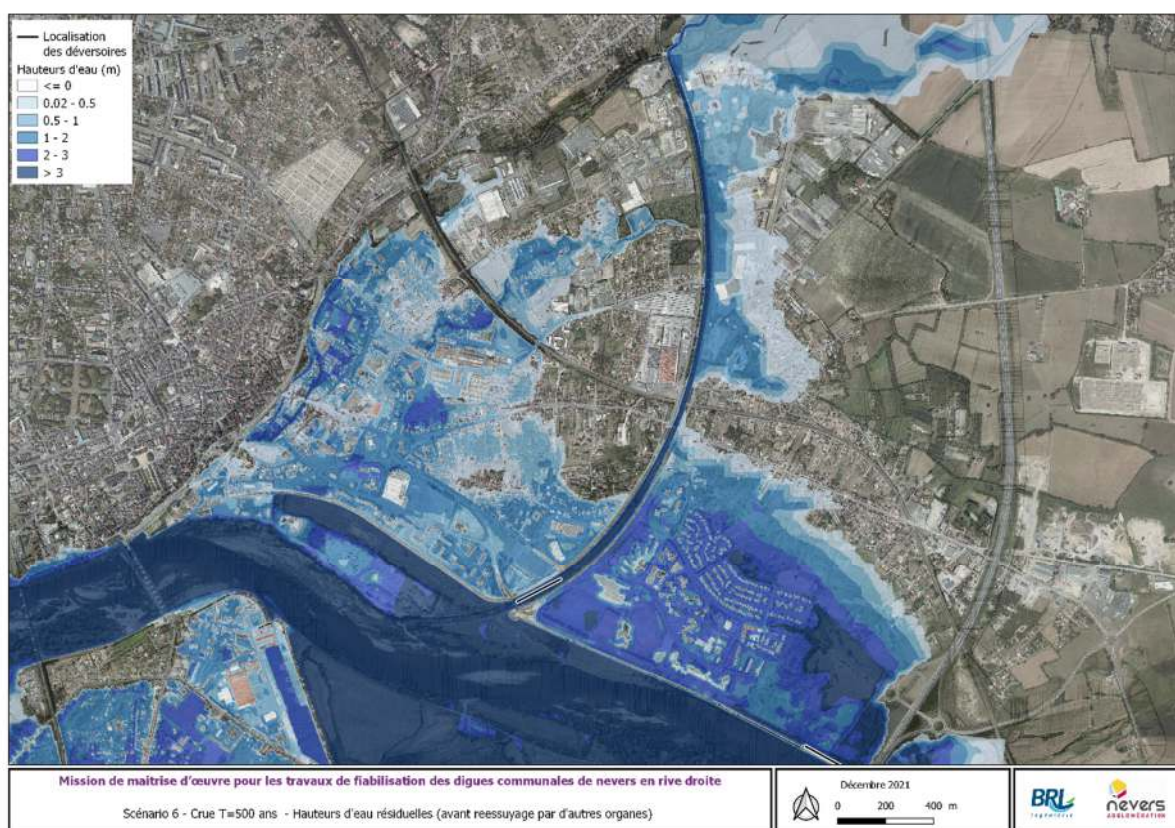 Localisation
des déversoires
Hauteurs d'eau (m)
<= 0
0.02 - 0.5
0.5 - 1
1 - 2
2 - 3
> 3
Mission de maitrise d'œuvre pour les travaux de fiabilisation des digues communales de nevers en rive droite
Scénario 6 - Crue T=500 ans - Hauteurs d'eau résiduelles (avant reessuyage par d'autres organes)
Décembre 2021
0 200 400 m
BRL
Ingénierie
nevers
AGGLOMÉRATION